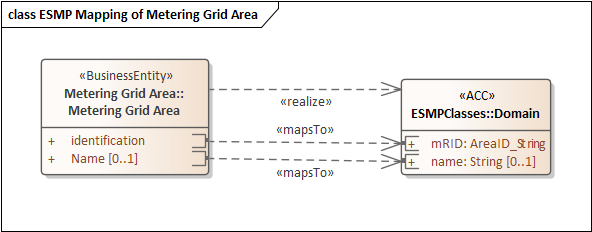 class ESMP Mapping of Metering Grid Area
«BusinessEntity»
Metering Grid Area::
Metering Grid Area
+ identification
+ Name [0..1]
«realize»
«mapsTo»
«mapsTo»
«ACC»
ESMPClasses::Domain
+ mRID: AreaID_String
+ name: String [0..1]